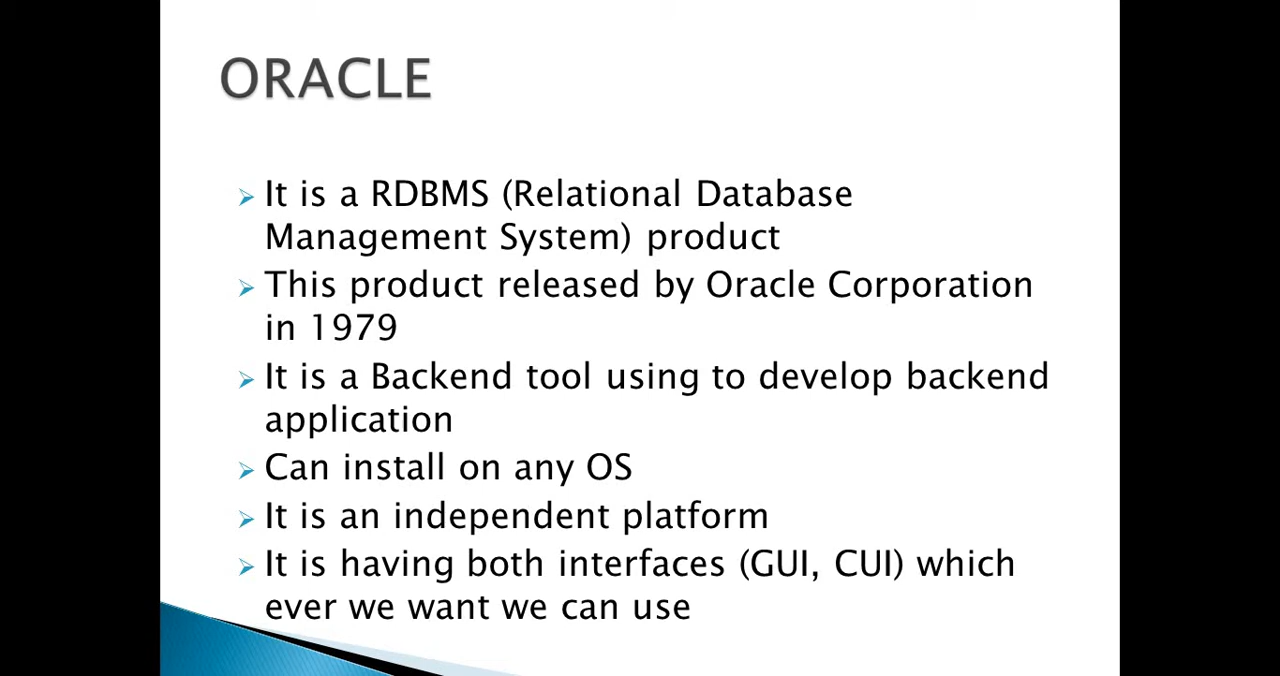 ORACLE
It is a RDBMS (Relational Database
Management System) product
This product released by Oracle Corporation
in 1979
It is a Backend tool using to develop backend
application
Can install on any OS
It is an independent platform
It is having both interfaces (GUI, CUI) which
ever we want we can use